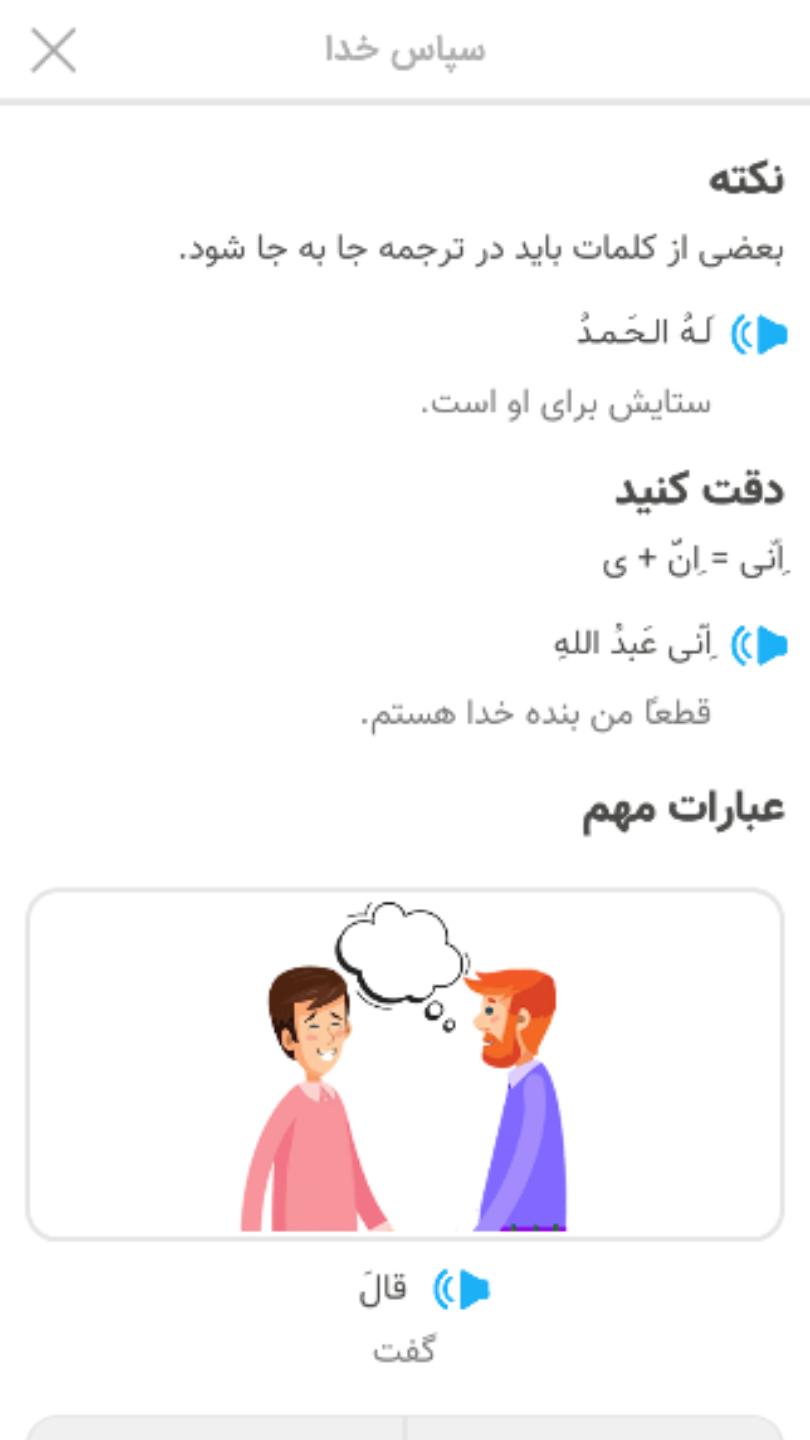 سپاس خدا
نکته
بعضی از کلمات باید در ترجمه جا به جا شود.
لَهُ الحَمدُ
ستایش برای او است.
دقت کنید
اِنّی = اِنّ + ی
اِنّی عَبدُ اللهِ
قطعاً من بنده خدا هستم.
عبارات مهم
قالَ
گفت